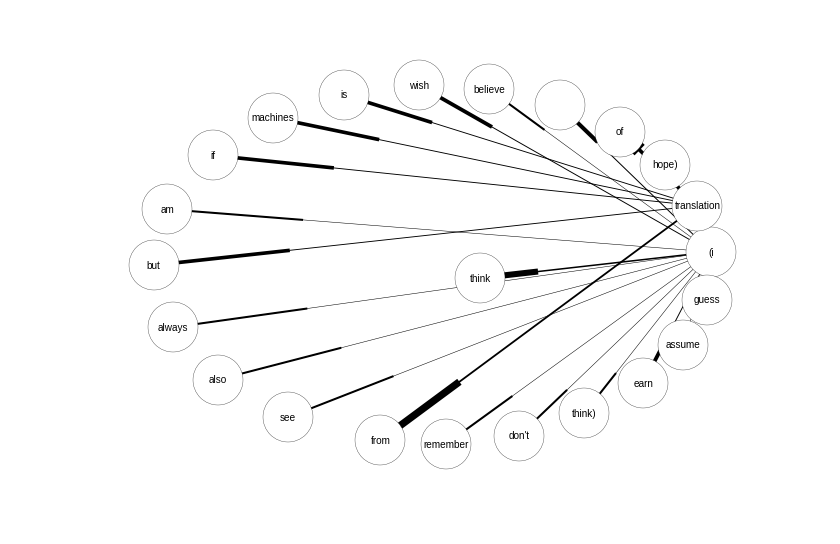 wish
believe
is
machines
of
if
hope)
translation
am
(i
but
think
guess
always
assume
also
earn
see
think)
from
remember
don't